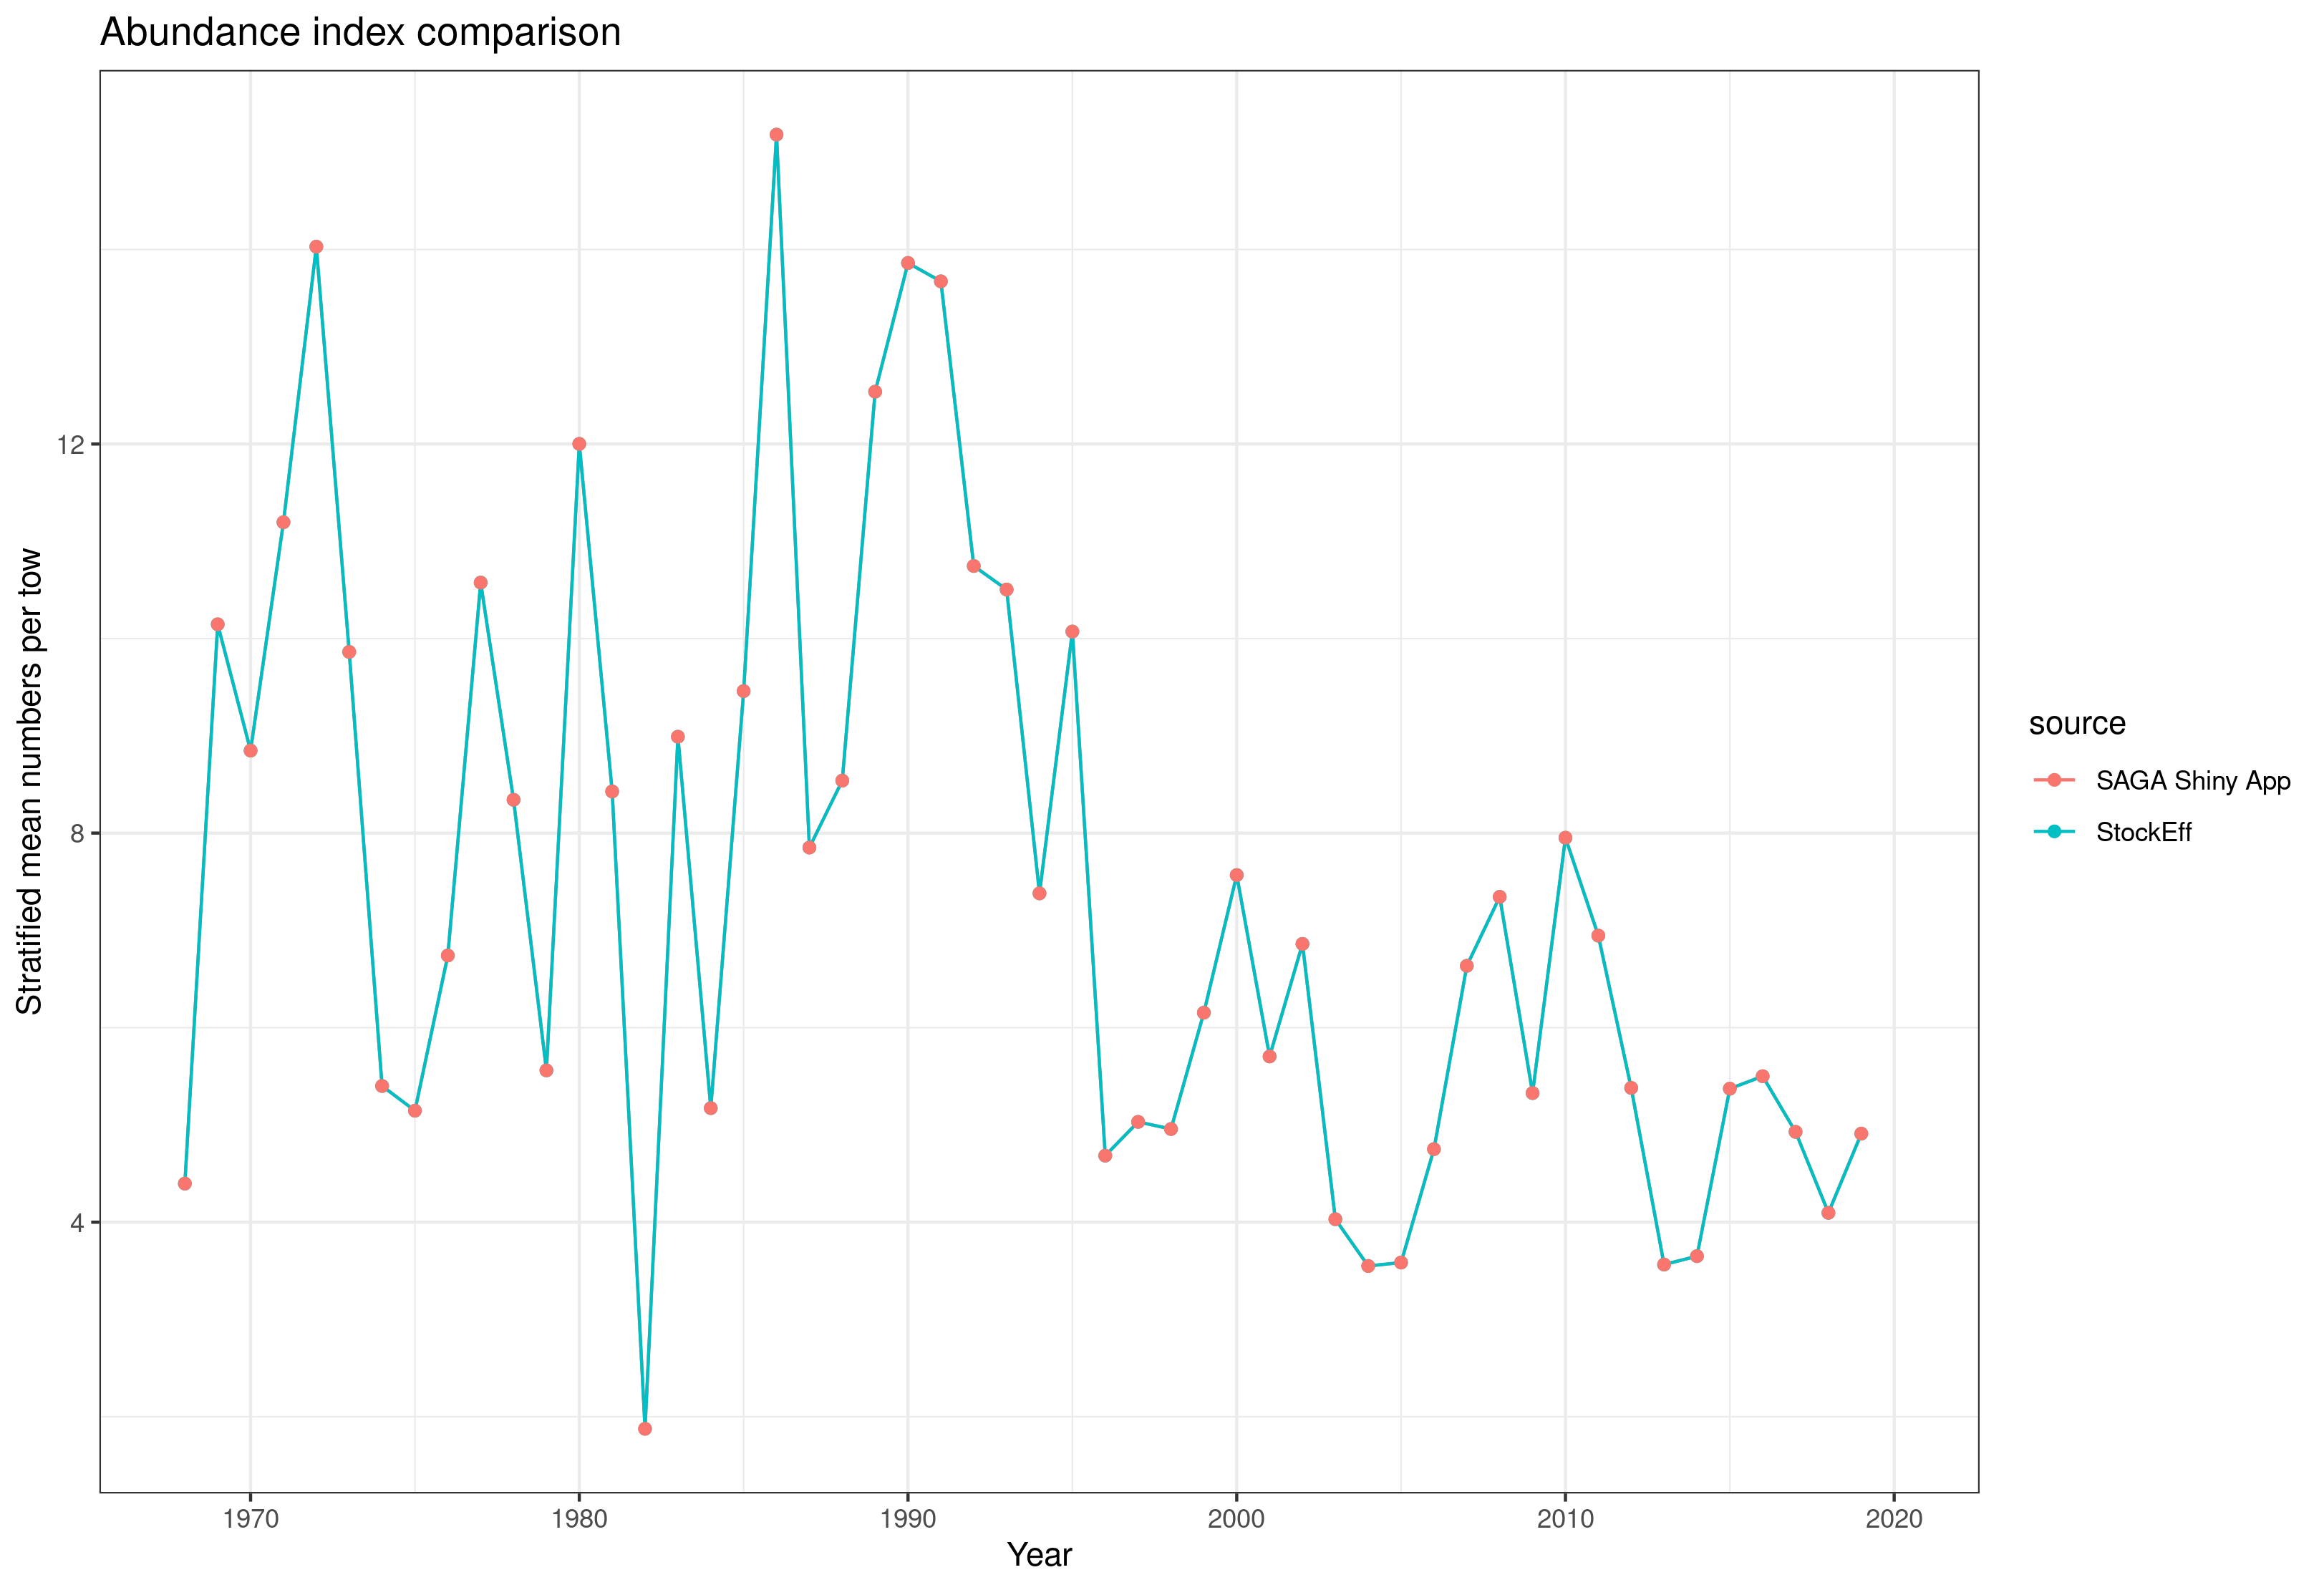 Abundance index comparison
Stratified mean numbers per tow
12
8
4
1970
1980
1990
2000
2010
2020
Year
source
SAGA Shiny App
StockEff